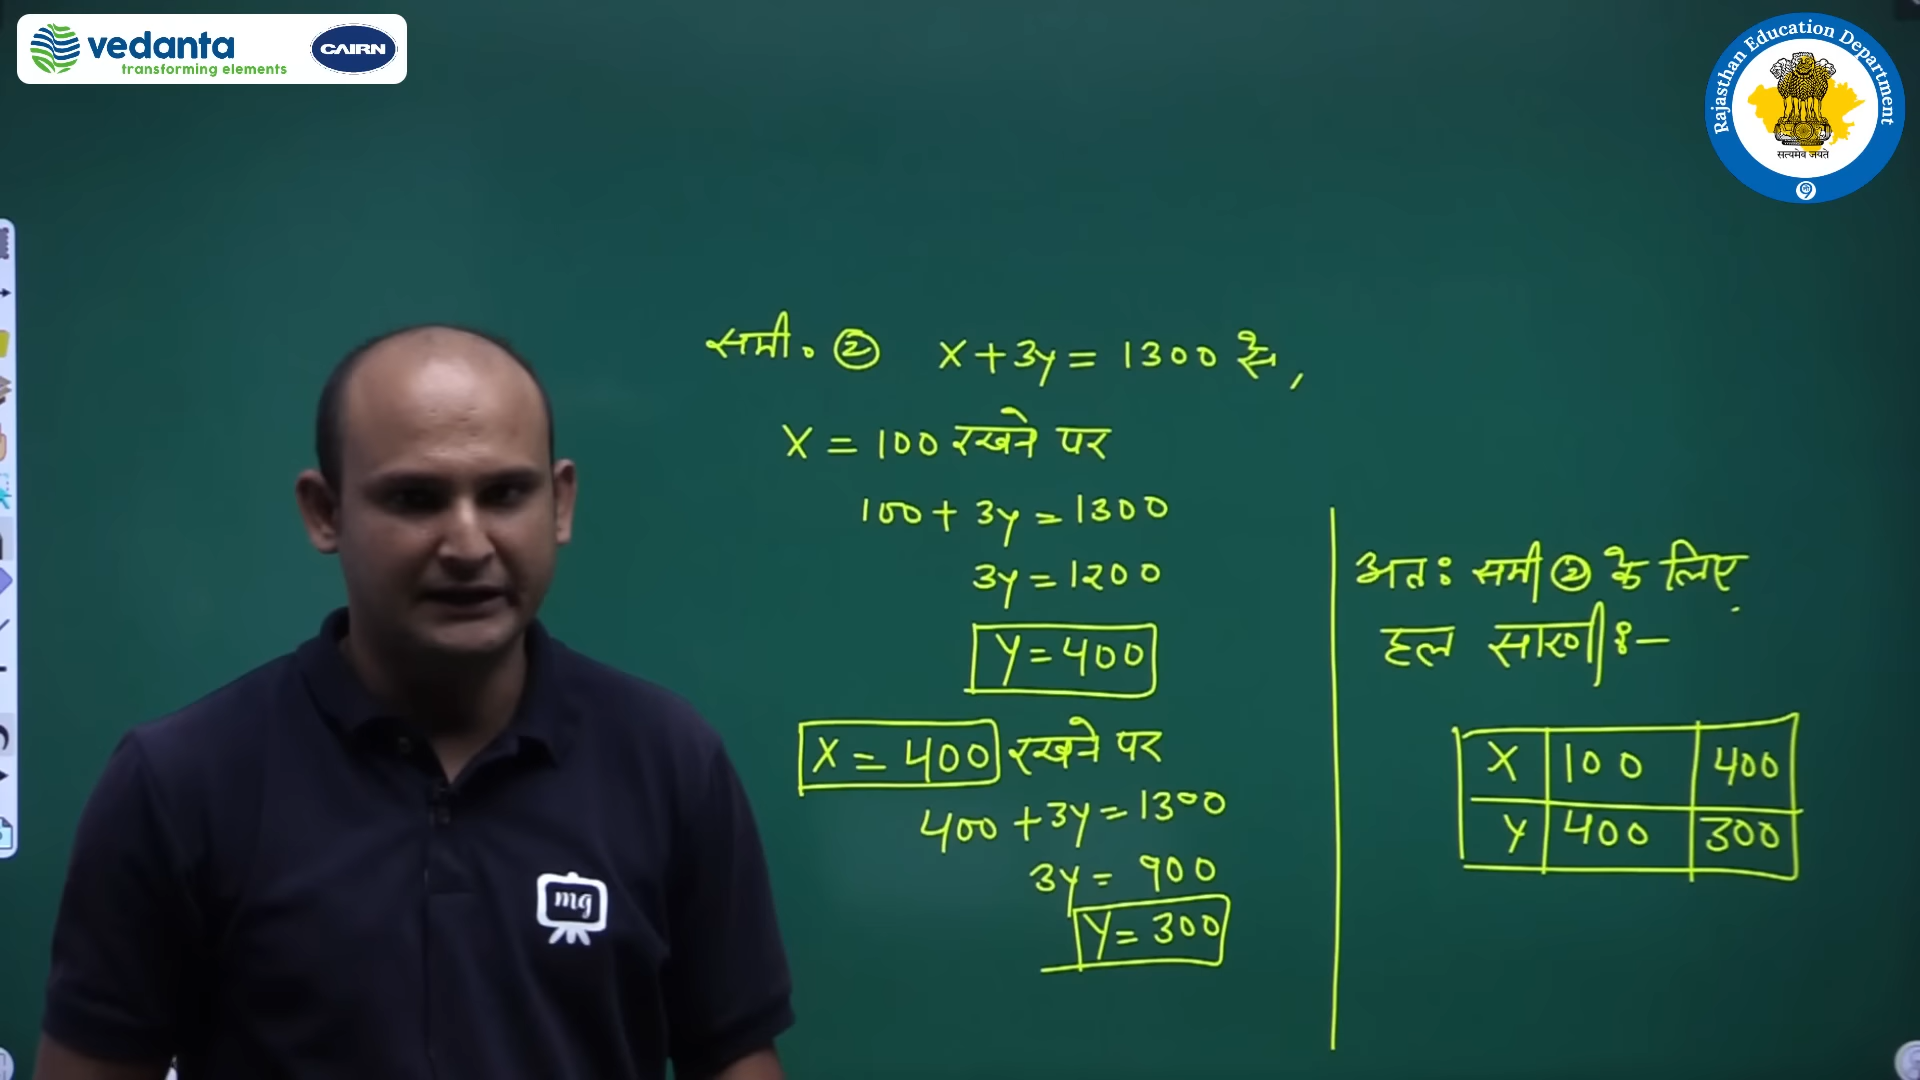 vedanta
transforming elements
CAIRN
Rajasthan Education Department
सत्यमेव जयते
समी. ② x+3y = 1300 से,
x = 100 रखने पर
100 + 3y = 1300
3y = 1200
y = 400
x = 400 रखने पर
400 + 3y = 1300
3y = 900
y = 300
अतः समी ② के लिए
हल सारणी :-
x 100 400
y 400 300
mg